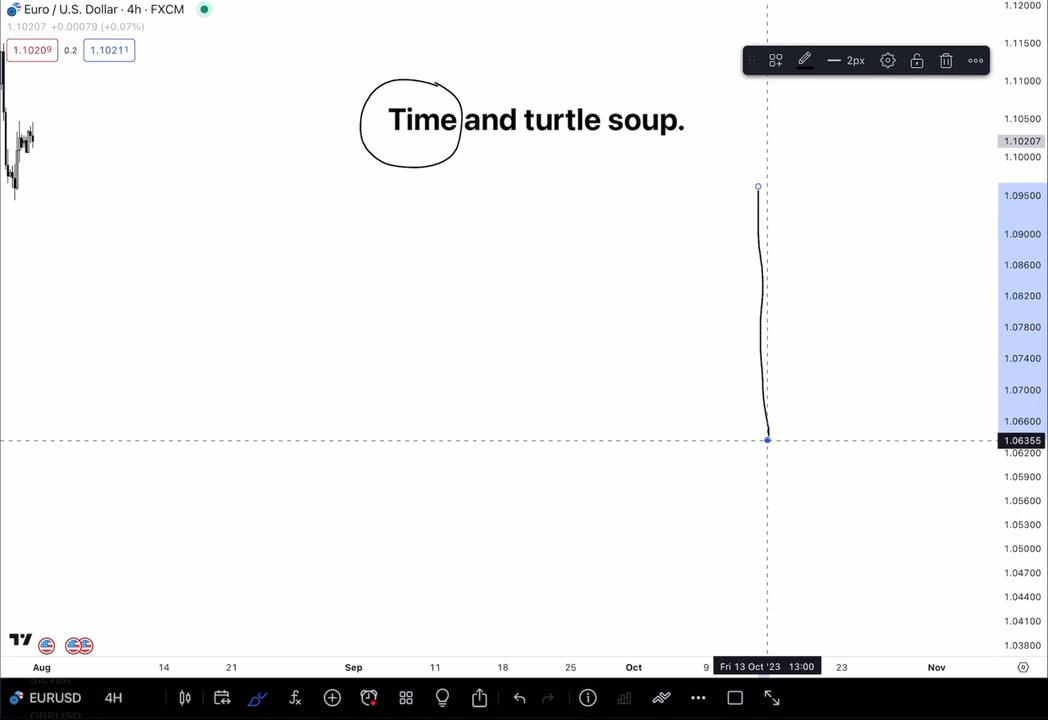 Euro / U.S. Dollar · 4h · FXCM
1.10207 +0.00079 (+0.07%)
1.10209 0.2 1.10211
2px
Time and turtle soup.
1.12000
1.11500
1.11000
1.10500
1.10207
1.10000
1.09500
1.09000
1.08600
1.08200
1.07800
1.07400
1.07000
1.06600
1.06355
1.06200
1.05900
1.05600
1.05300
1.05000
1.04700
1.04400
1.04100
1.03800
Aug 14 21 Sep 11 18 25 Oct 9 Fri 13 Oct '23 13:00 23 Nov
SILVER
EURUSD 4H
GBPUSD